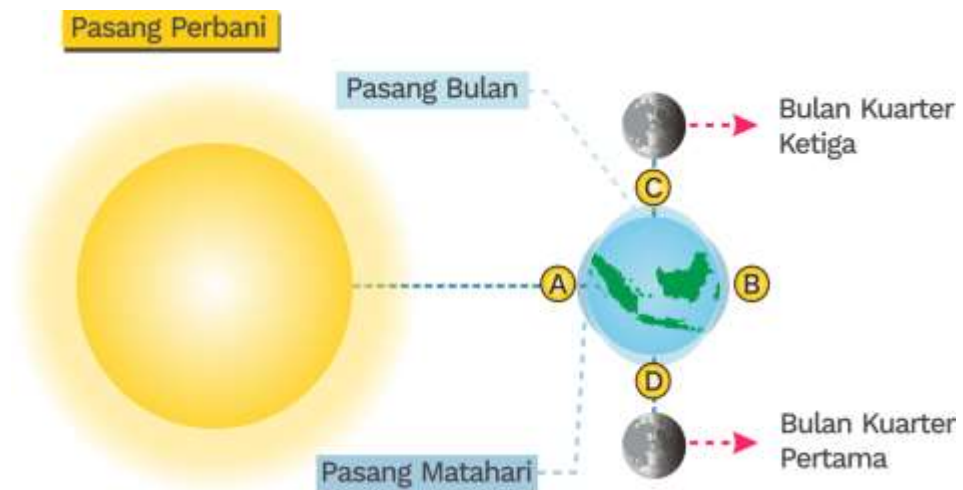 Pasang Perbani
Pasang Bulan
Bulan Kuarter
Ketiga
C
A
B
D
Bulan Kuarter
Pertama
Pasang Matahari